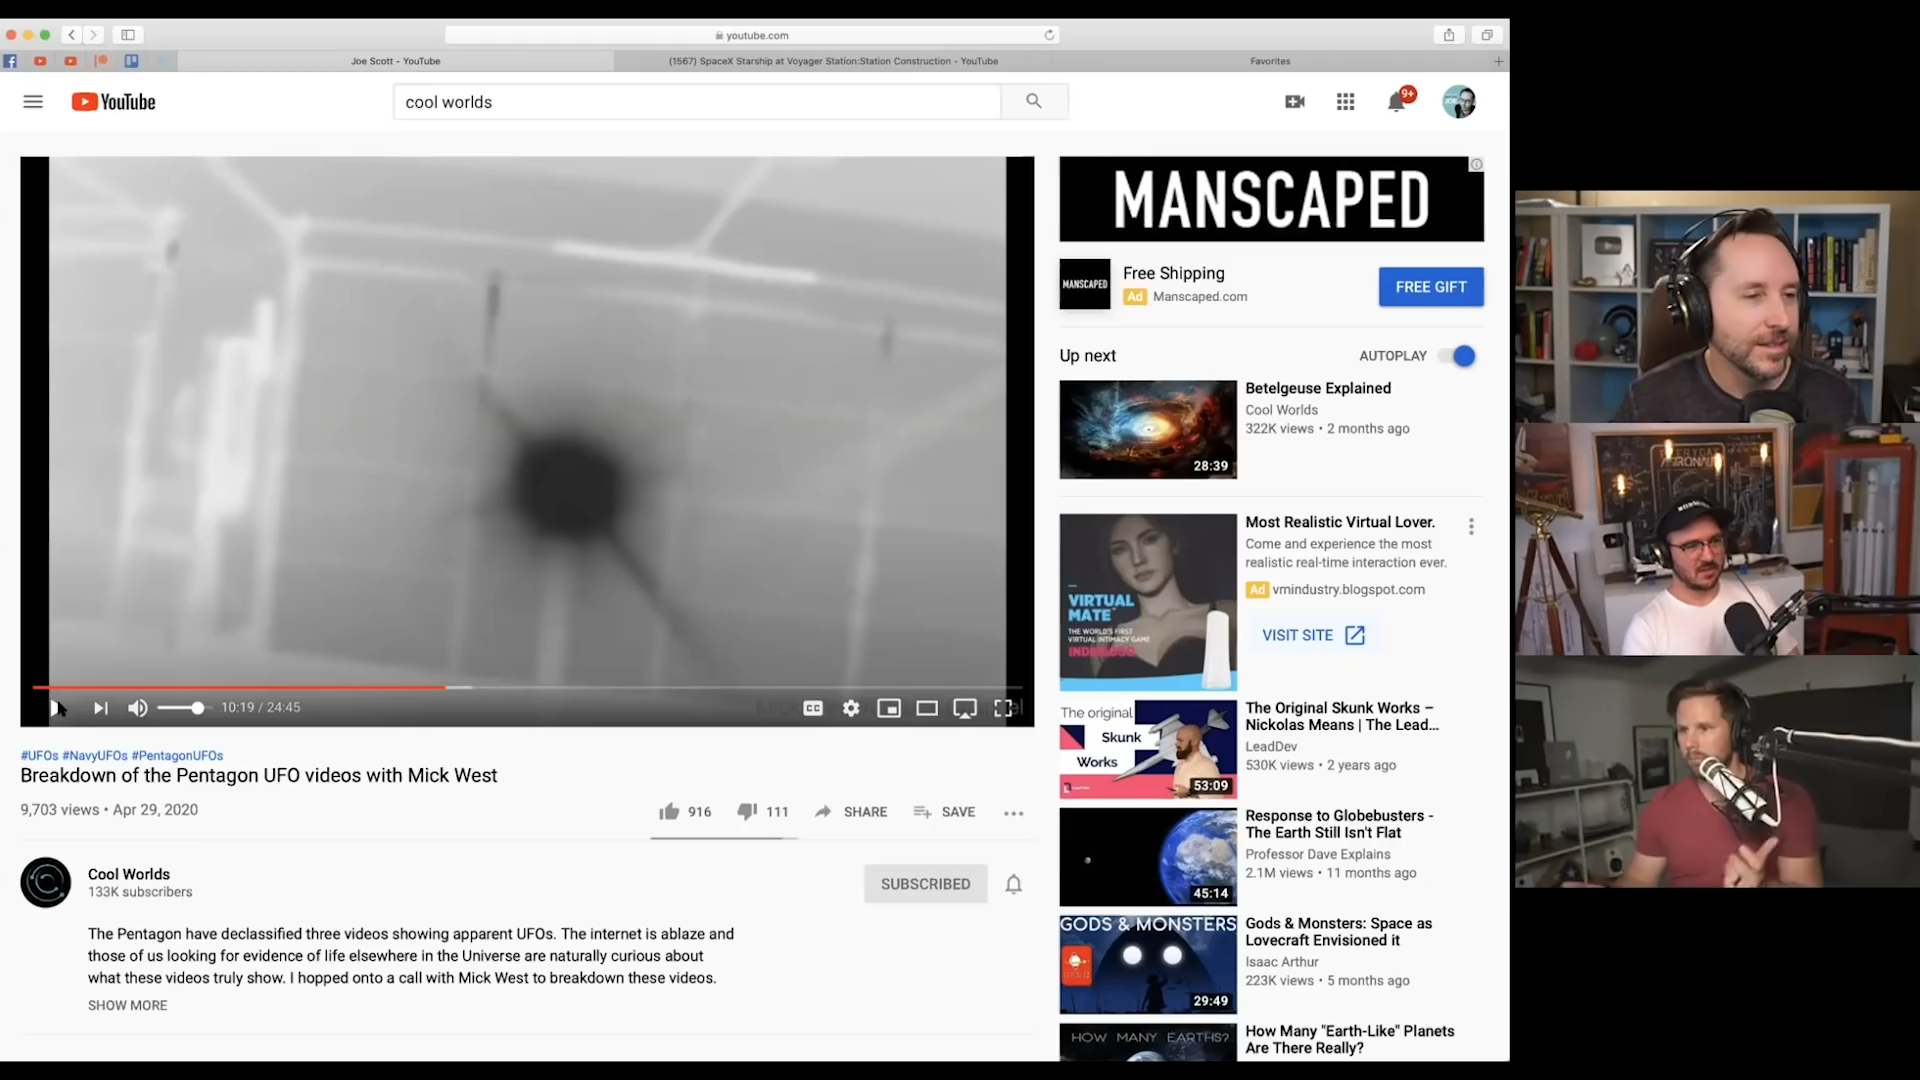 youtube.com
Joe Scott - YouTube
(1567) SpaceX Starship at Voyager Station:Station Construction - YouTube
Favorites
YouTube
cool worlds
9+
MANSCAPED
MANSCAPED
Free Shipping
Ad Manscaped.com
FREE GIFT
Up next
AUTOPLAY
Betelgeuse Explained
Cool Worlds
322K views • 2 months ago
28:39
VIRTUAL
MATE
THE WORLD'S FIRST
VIRTUAL INTIMACY GAME
Most Realistic Virtual Lover.
Come and experience the most
realistic real-time interaction ever.
Ad vmindustry.blogspot.com
VISIT SITE
The original
Skunk
Works
53:09
The Original Skunk Works –
Nickolas Means | The Lead...
LeadDev
530K views • 2 years ago
45:14
Response to Globebusters -
The Earth Still Isn't Flat
Professor Dave Explains
2.1M views • 11 months ago
GODS & MONSTERS
29:49
Gods & Monsters: Space as
Lovecraft Envisioned it
Isaac Arthur
223K views • 5 months ago
HOW MANY EARTHS?
How Many "Earth-Like" Planets
Are There Really?
10:19 / 24:45
CC
#UFOs #NavyUFOs #PentagonUFOs
Breakdown of the Pentagon UFO videos with Mick West
9,703 views • Apr 29, 2020
916
111
SHARE
SAVE
Cool Worlds
133K subscribers
SUBSCRIBED
The Pentagon have declassified three videos showing apparent UFOs. The internet is ablaze and
those of us looking for evidence of life elsewhere in the Universe are naturally curious about
what these videos truly show. I hopped onto a call with Mick West to breakdown these videos.
SHOW MORE